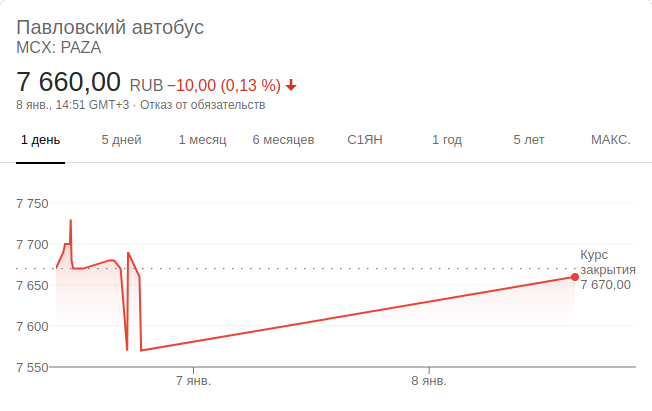 Павловский автобус
MCX: PAZA
7 660,00 RUB −10,00 (0,13 %)
8 янв., 14:51 GMT+3 · Отказ от обязательств
1 день 5 дней 1 месяц 6 месяцев С1ЯН 1 год 5 лет МАКС.
7 750
7 700
7 650
7 600
7 550
Курс
закрытия
7 670,00
7 янв. 8 янв.